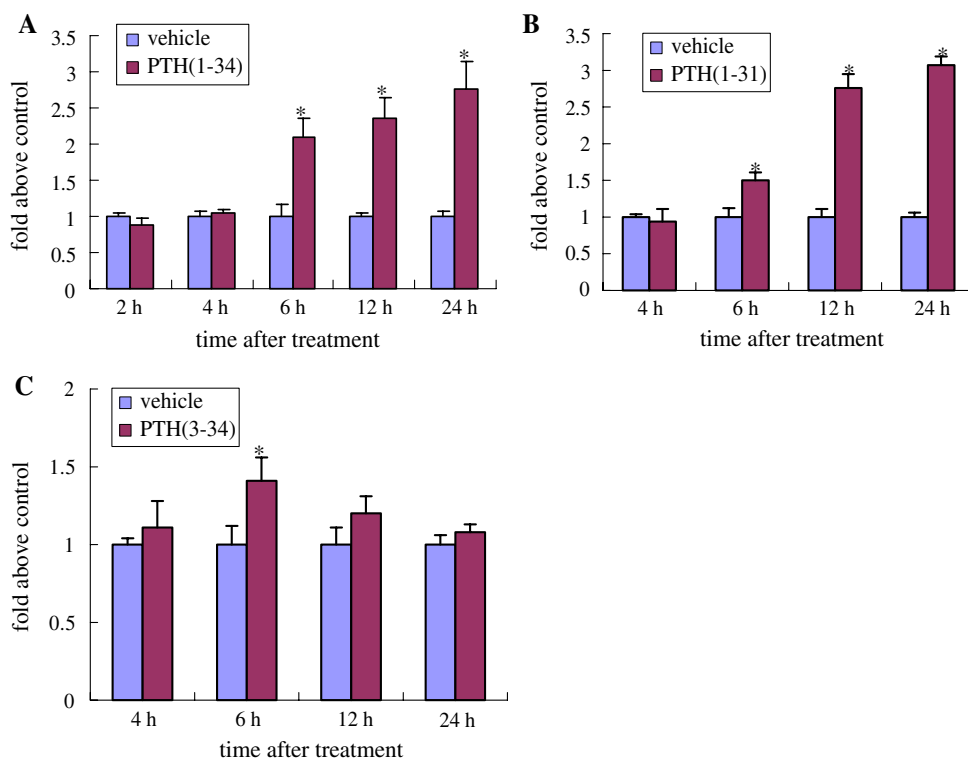 A
vehicle
PTH(1-34)
fold above control
3.5
3
2.5
2
1.5
1
0.5
0
*
*
*
2 h
4 h
6 h
12 h
24 h
time after treatment
B
vehicle
PTH(1-31)
fold above control
3.5
3
2.5
2
1.5
1
0.5
0
*
*
*
4 h
6 h
12 h
24 h
time after treatment
C
vehicle
PTH(3-34)
fold above control
2
1.5
1
0.5
0
*
4 h
6 h
12 h
24 h
time after treatment